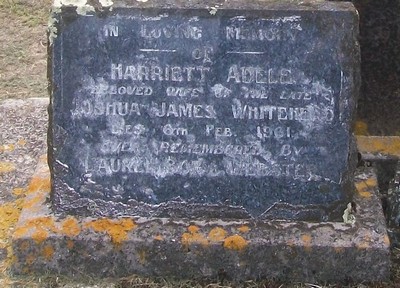 IN LOVING MEMORY
OF
HARRIETT ADELE
BELOVED WIFE OF THE LATE
JOSHUA JAMES WHITEHEAD
DIED 6TH FEB. 1961
EVER REMEMBERED BY
WEBSTER